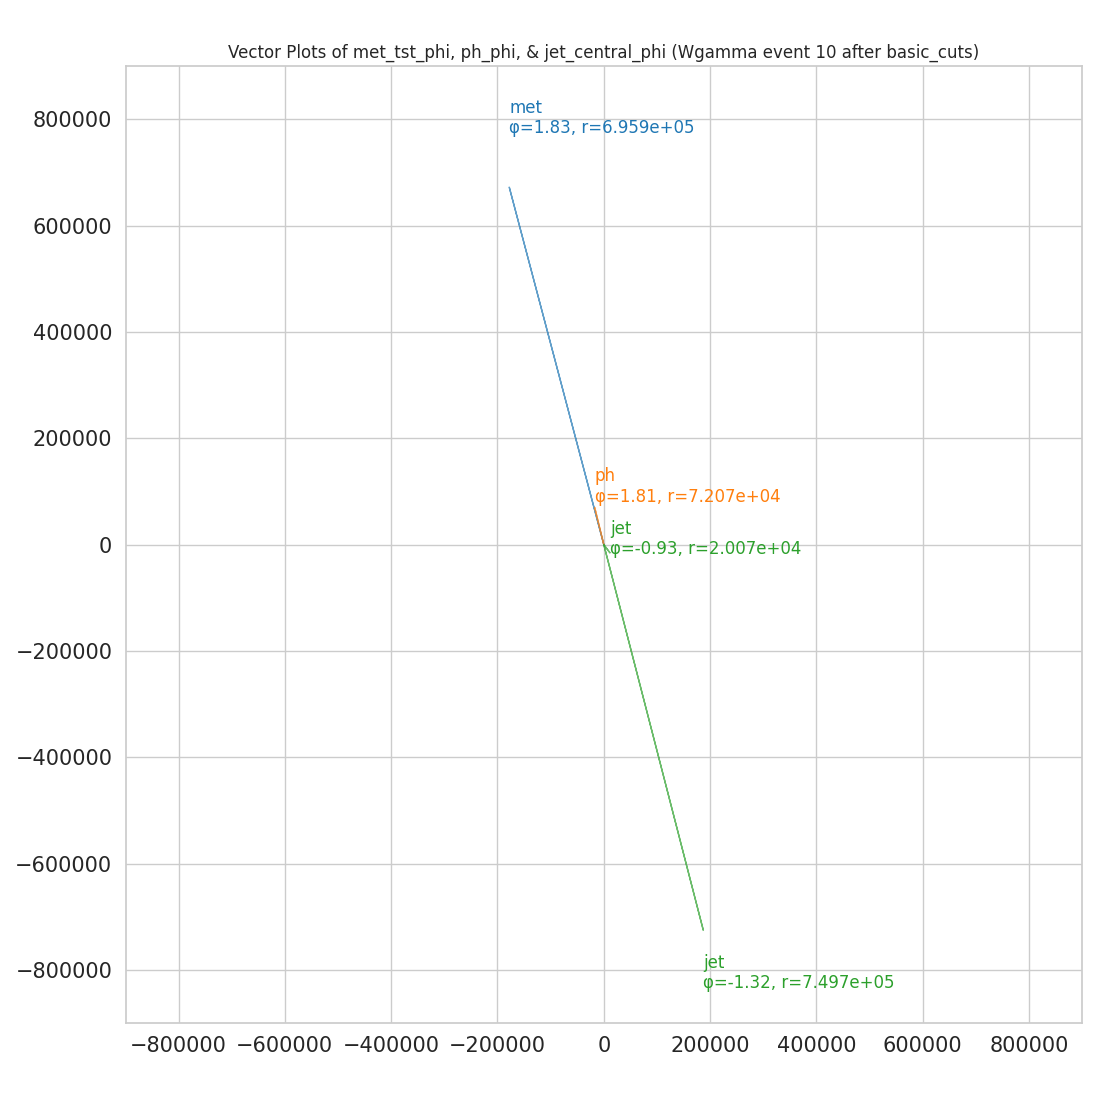 Vector Plots of met_tst_phi, ph_phi, & jet_central_phi (Wgamma event 10 after basic_cuts)
800000
600000
400000
200000
0
−200000
−400000
−600000
−800000
met
φ=1.83, r=6.959e+05
ph
φ=1.81, r=7.207e+04
jet
φ=-0.93, r=2.007e+04
jet
φ=-1.32, r=7.497e+05
−800000 −600000 −400000 −200000 0 200000 400000 600000 800000